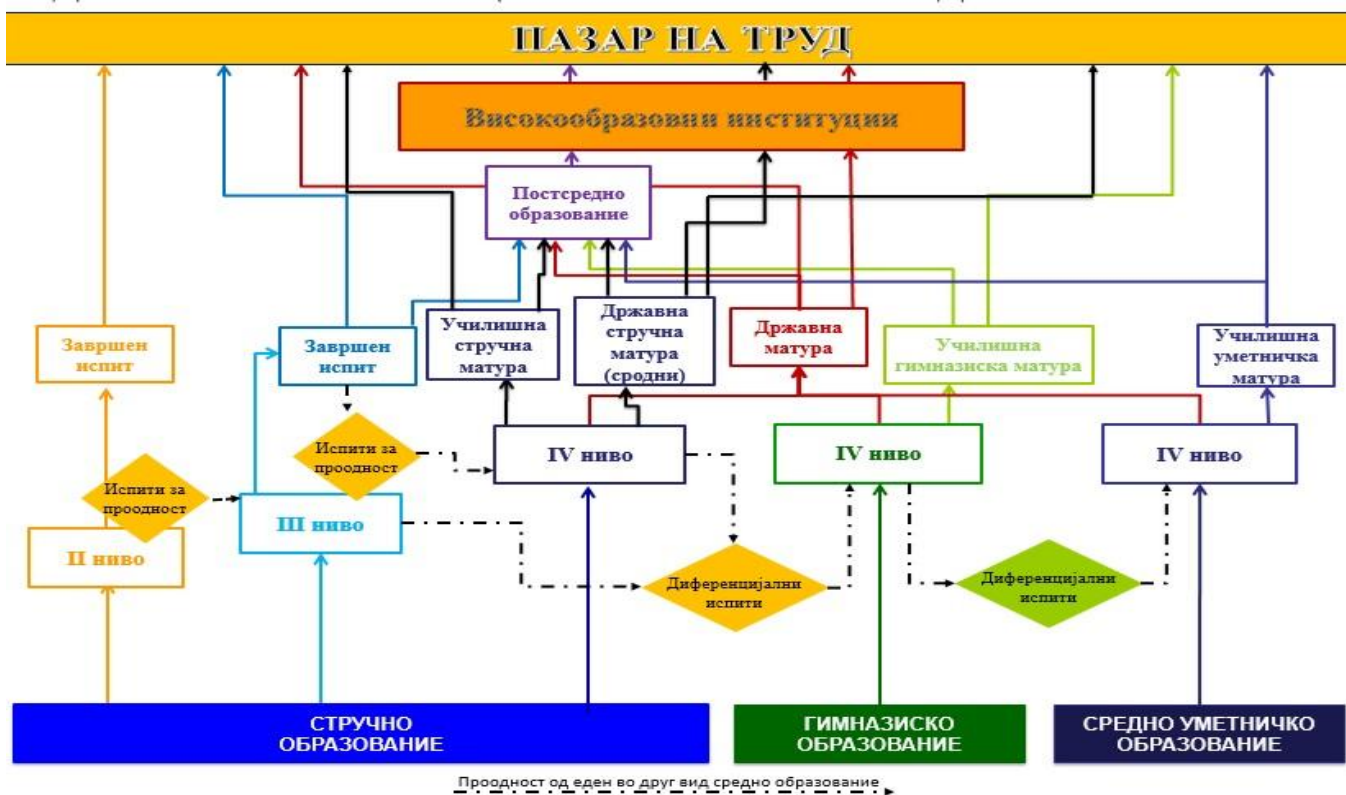 ПАЗАР НА ТРУД
Високообразовни институции
Постсредно
образование
Завршен
испит
Завршен
испит
Училишна
стручна
матура
Државна
стручна
матура
(сродни)
Државна
матура
Училишна
гимназиска матура
Училишна
уметничка
матура
Испити за
проодност
IV ниво
IV ниво
IV ниво
Испити за
проодност
III ниво
II ниво
Диференцијални
испити
Диференцијални
испити
СТРУЧНО
ОБРАЗОВАНИЕ
ГИМНАЗИСКО
ОБРАЗОВАНИЕ
СРЕДНО УМЕТНИЧКО
ОБРАЗОВАНИЕ
Проодност од еден во друг вид средно образование